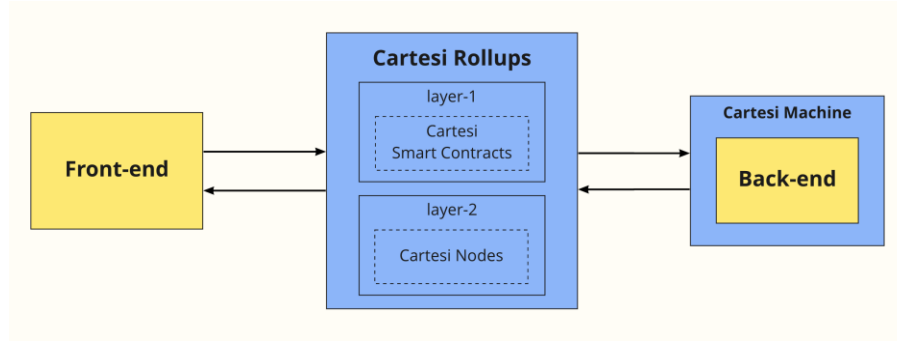 Front-end
Cartesi Rollups
layer-1
Cartesi
Smart Contracts
layer-2
Cartesi Nodes
Cartesi Machine
Back-end